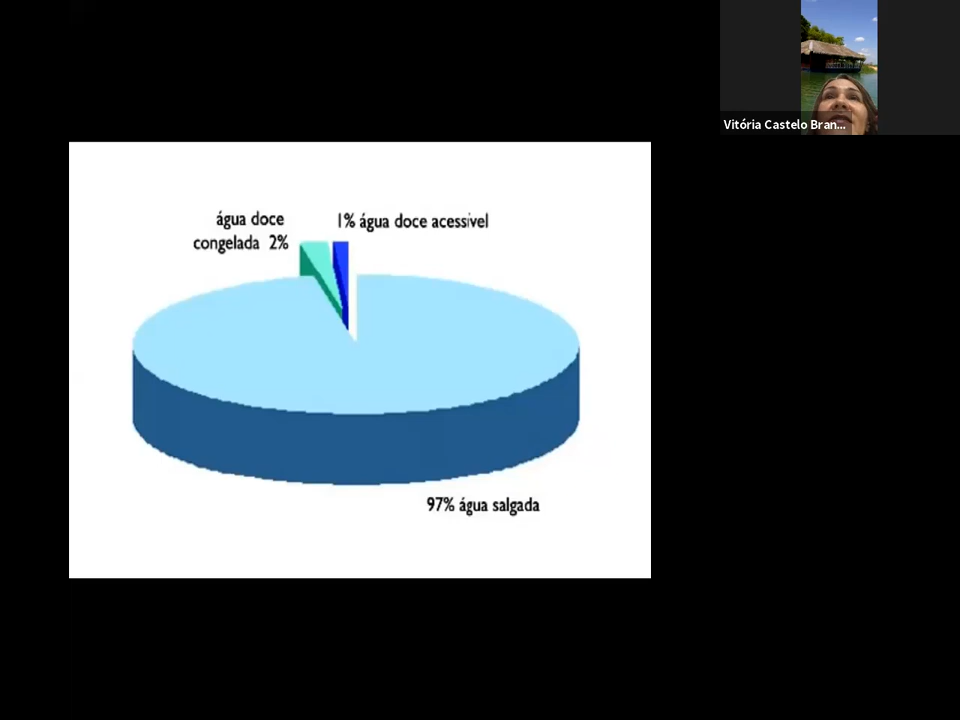 Vitória Castelo Bran...
água doce
congelada 2%
1% água doce acessível
97% água salgada